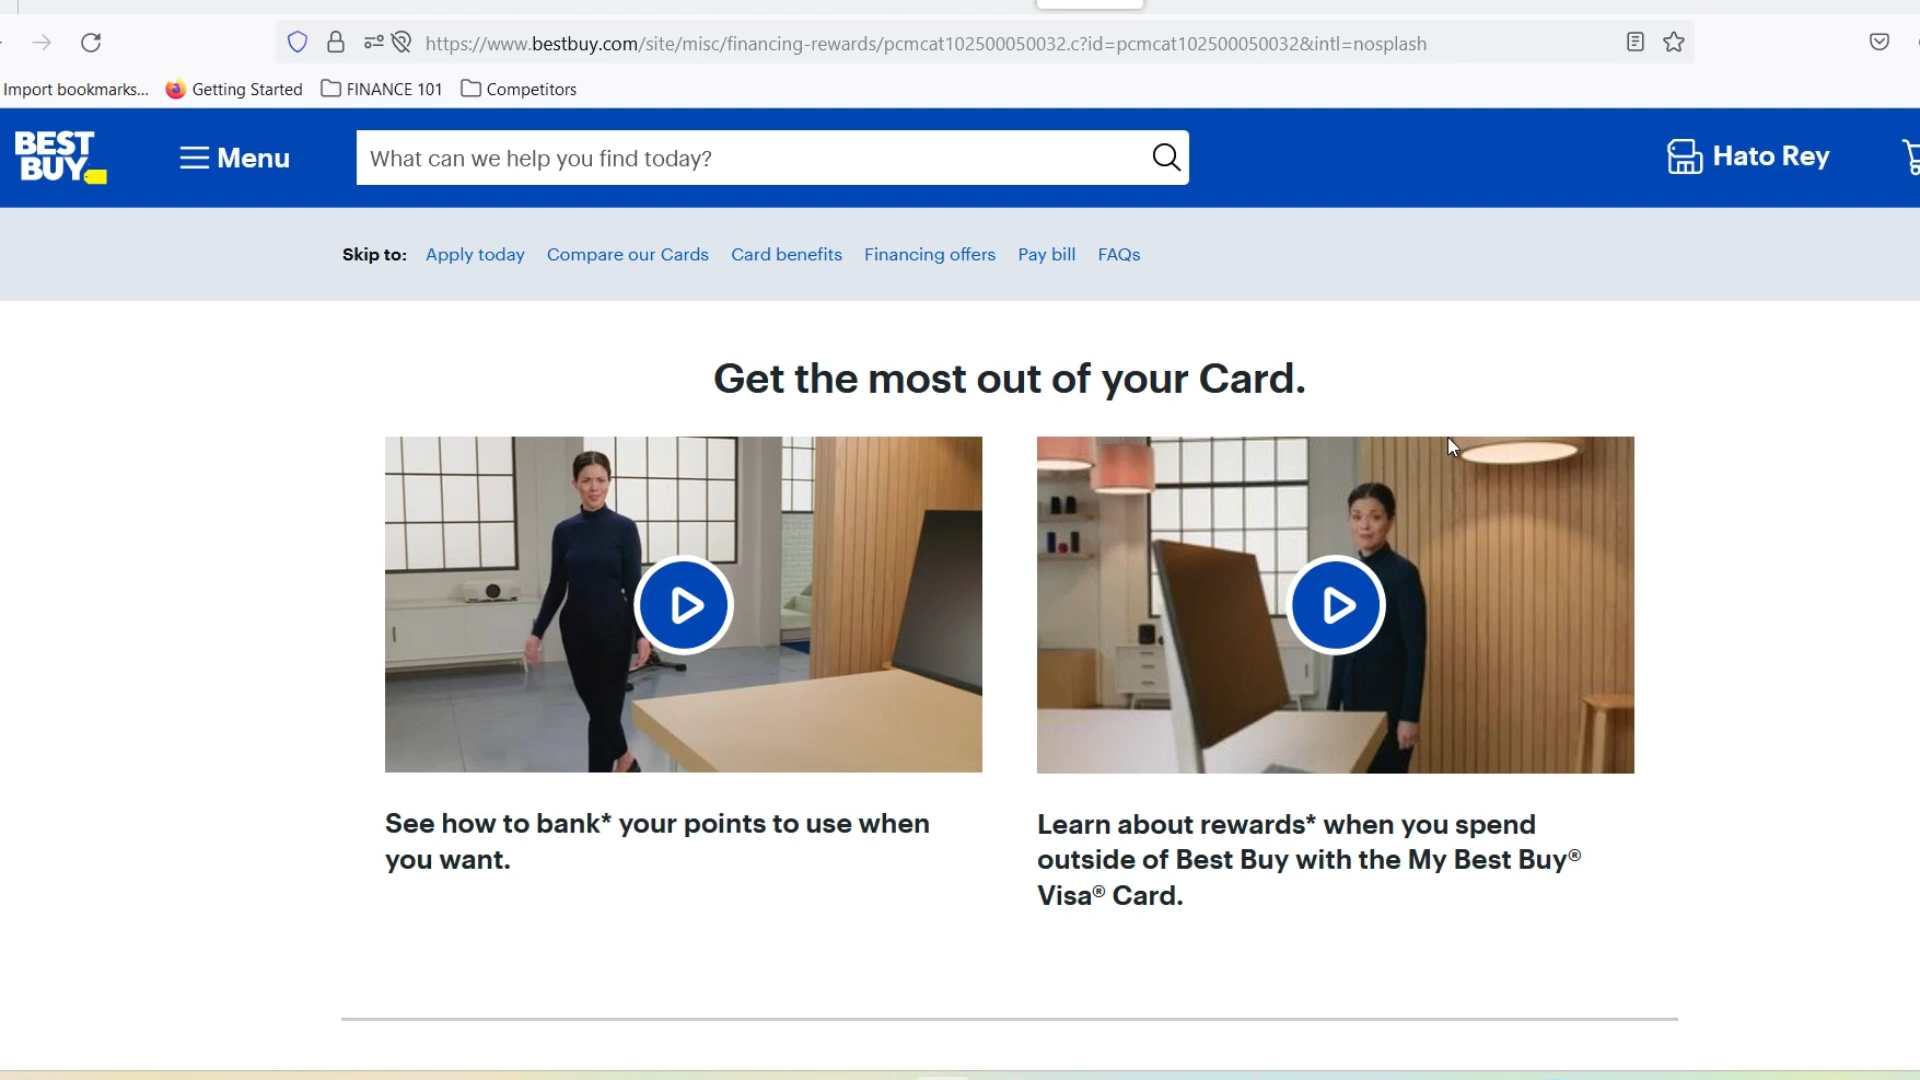 https://www.bestbuy.com/site/misc/financing-rewards/pcmcat102500050032.c?id=pcmcat102500050032&intl=nosplash
Import bookmarks... Getting Started FINANCE 101 Competitors
BEST BUY Menu What can we help you find today? Hato Rey
Skip to: Apply today Compare our Cards Card benefits Financing offers Pay bill FAQs
Get the most out of your Card.
See how to bank* your points to use when
you want.
Learn about rewards* when you spend
outside of Best Buy with the My Best Buy®
Visa® Card.